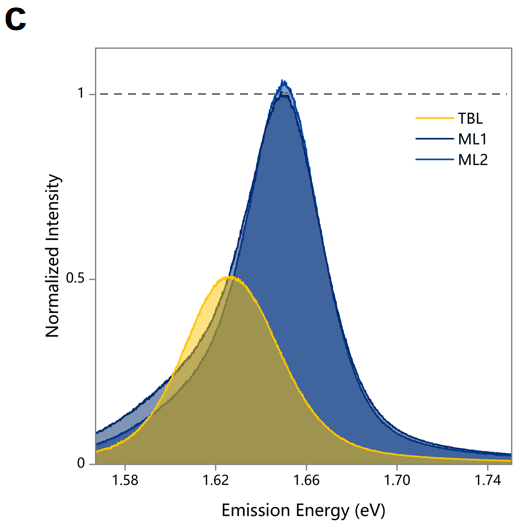 C
1
TBL
ML1
ML2
Normalized Intensity
0.5
0
1.58 1.62 1.66 1.70 1.74
Emission Energy (eV)